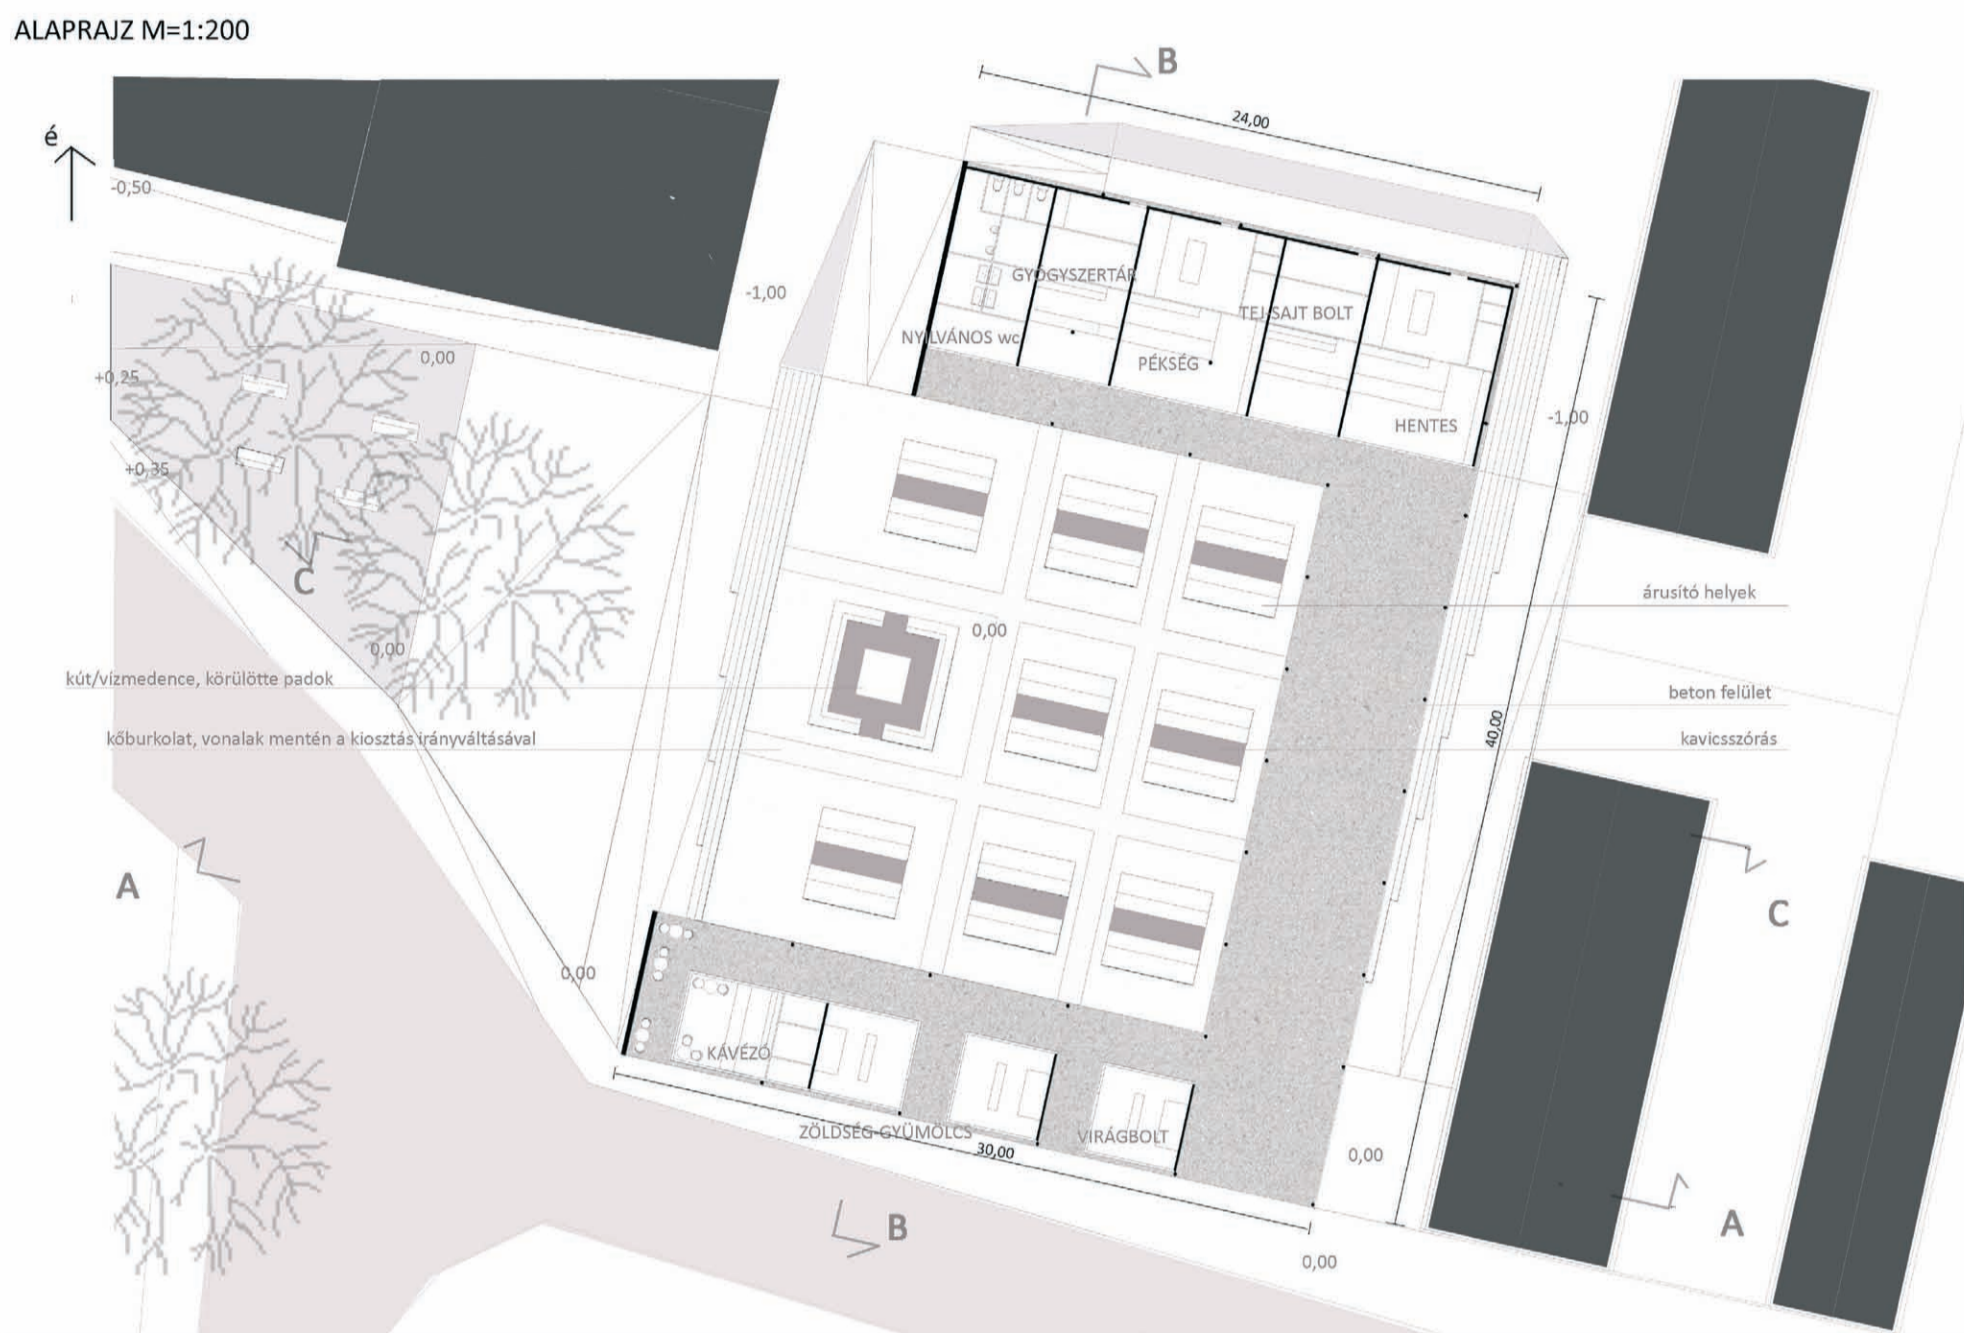 ALAPRAJZ M=1:200
B
24,00
é
-0,50
-1,00
GYÓGYSZERTÁR
TEJ-SAJT BOLT
NYILVÁNOS wc
PÉKSÉG
0,00
+0,25
-1,00
HENTES
+0,35
C
árusító helyek
0,00
0,00
kút/vízmedence, körülötte padok
beton felület
40,00
kőburkolat, vonalak mentén a kiosztás irányváltásával
kavicsszórás
A
C
0,00
KÁVÉZÓ
ZÖLDSÉG-GYÜMÖLCS
VIRÁGBOLT
30,00
0,00
B
A
0,00